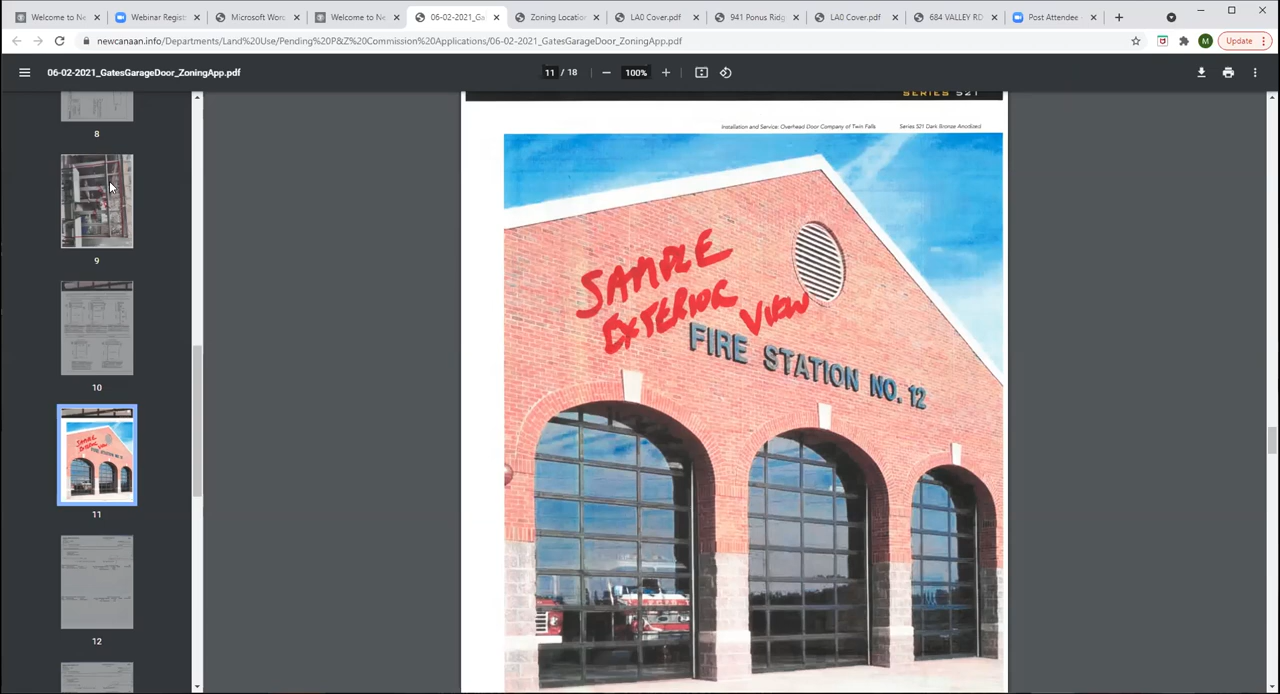 Welcome to Ne
Webinar Regist
Microsoft Word
Welcome to Ne
06-02-2021_Ga
Zoning Locatio
LA0 Cover.pdf
941 Ponus Ridg
LA0 Cover.pdf
684 VALLEY RD
Post Attendee
newcanaan.info/Departments/Land%20Use/Pending%20P&Z%20Commission%20Applications/06-02-2021_GatesGarageDoor_ZoningApp.pdf
M
Update
06-02-2021_GatesGarageDoor_ZoningApp.pdf
11 / 18
100%
SERIES 521
Installation and Service: Overhead Door Company of Twin Falls
Series 521 Dark Bronze Anodized
SAMPLE
EXTERIOR
VIEW
FIRE STATION NO. 12
8
9
10
11
12